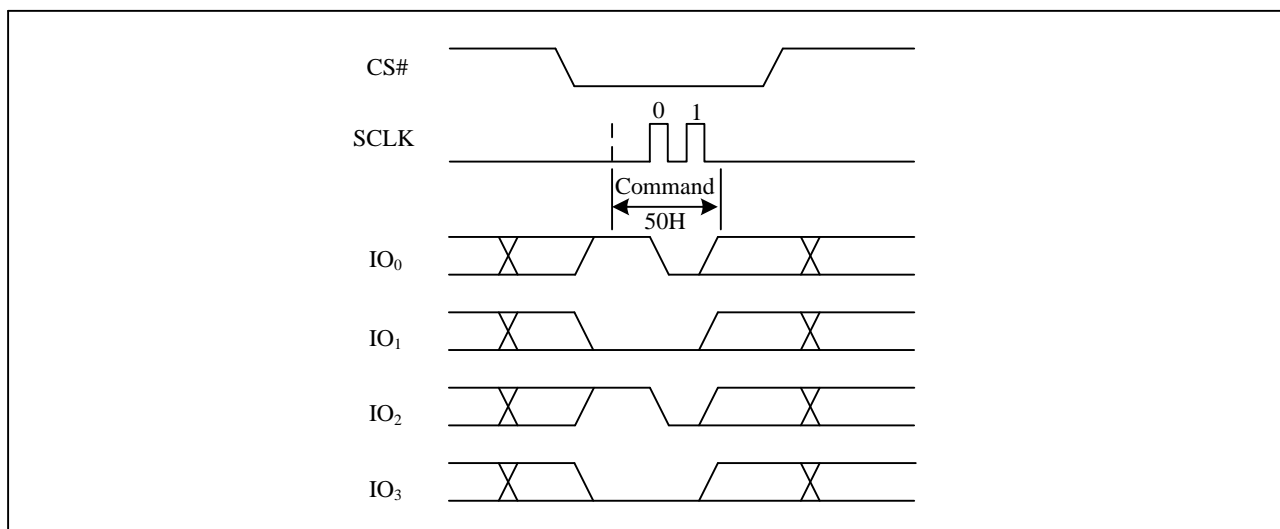 CS#
0 1
SCLK
Command
50H
IO0
IO1
IO2
IO3